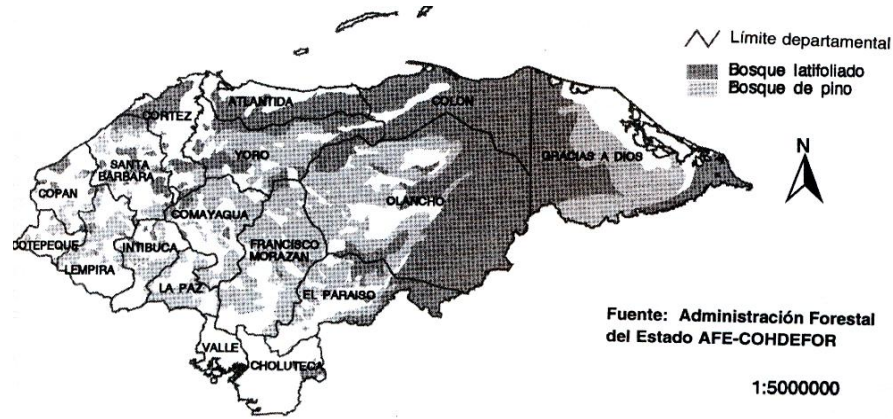 Límite departamental
Bosque latifoliado
Bosque de pino
N
ATLANTIDA
COLON
CORTEZ
YORO
GRACIAS A DIOS
SANTA
BARBARA
COPAN
OLANCHO
COMAYAGUA
OCOTEPEQUE
INTIBUCA
FRANCISCO
MORAZAN
LEMPIRA
LA PAZ
EL PARAISO
VALLE
CHOLUTECA
Fuente: Administración Forestal
del Estado AFE-COHDEFOR
1:5000000